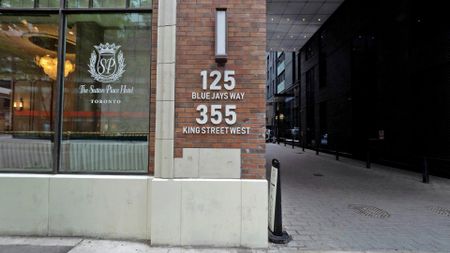 SP
The Sutton Place Hotel
TORONTO
125
BLUE JAYS WAY
355
KING STREET WEST